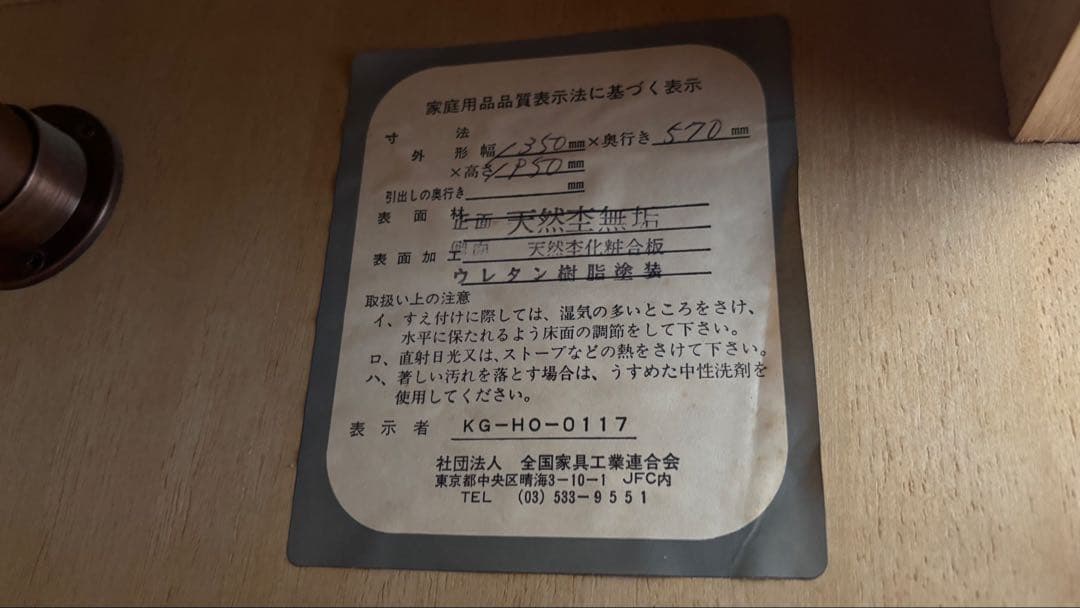 家庭用品品質表示法に基づく表示
寸法
外形幅 1350mm×奥行き 570mm
×高さ 1950mm
引出しの奥行き mm
表面材 正面 天然杢無垢
側面 天然杢化粧合板
表面加工
ウレタン樹脂塗装
取扱い上の注意
イ、すえ付けに際しては、湿気の多いところをさけ、
水平に保たれるよう床面の調節をして下さい。
ロ、直射日光又は、ストーブなどの熱をさけて下さい。
ハ、著しい汚れを落とす場合は、うすめた中性洗剤を
使用してください。
表示者 KG-HO-0117
社団法人 全国家具工業連合会
東京都中央区晴海3-10-1 JFC内
TEL (03)533-9551